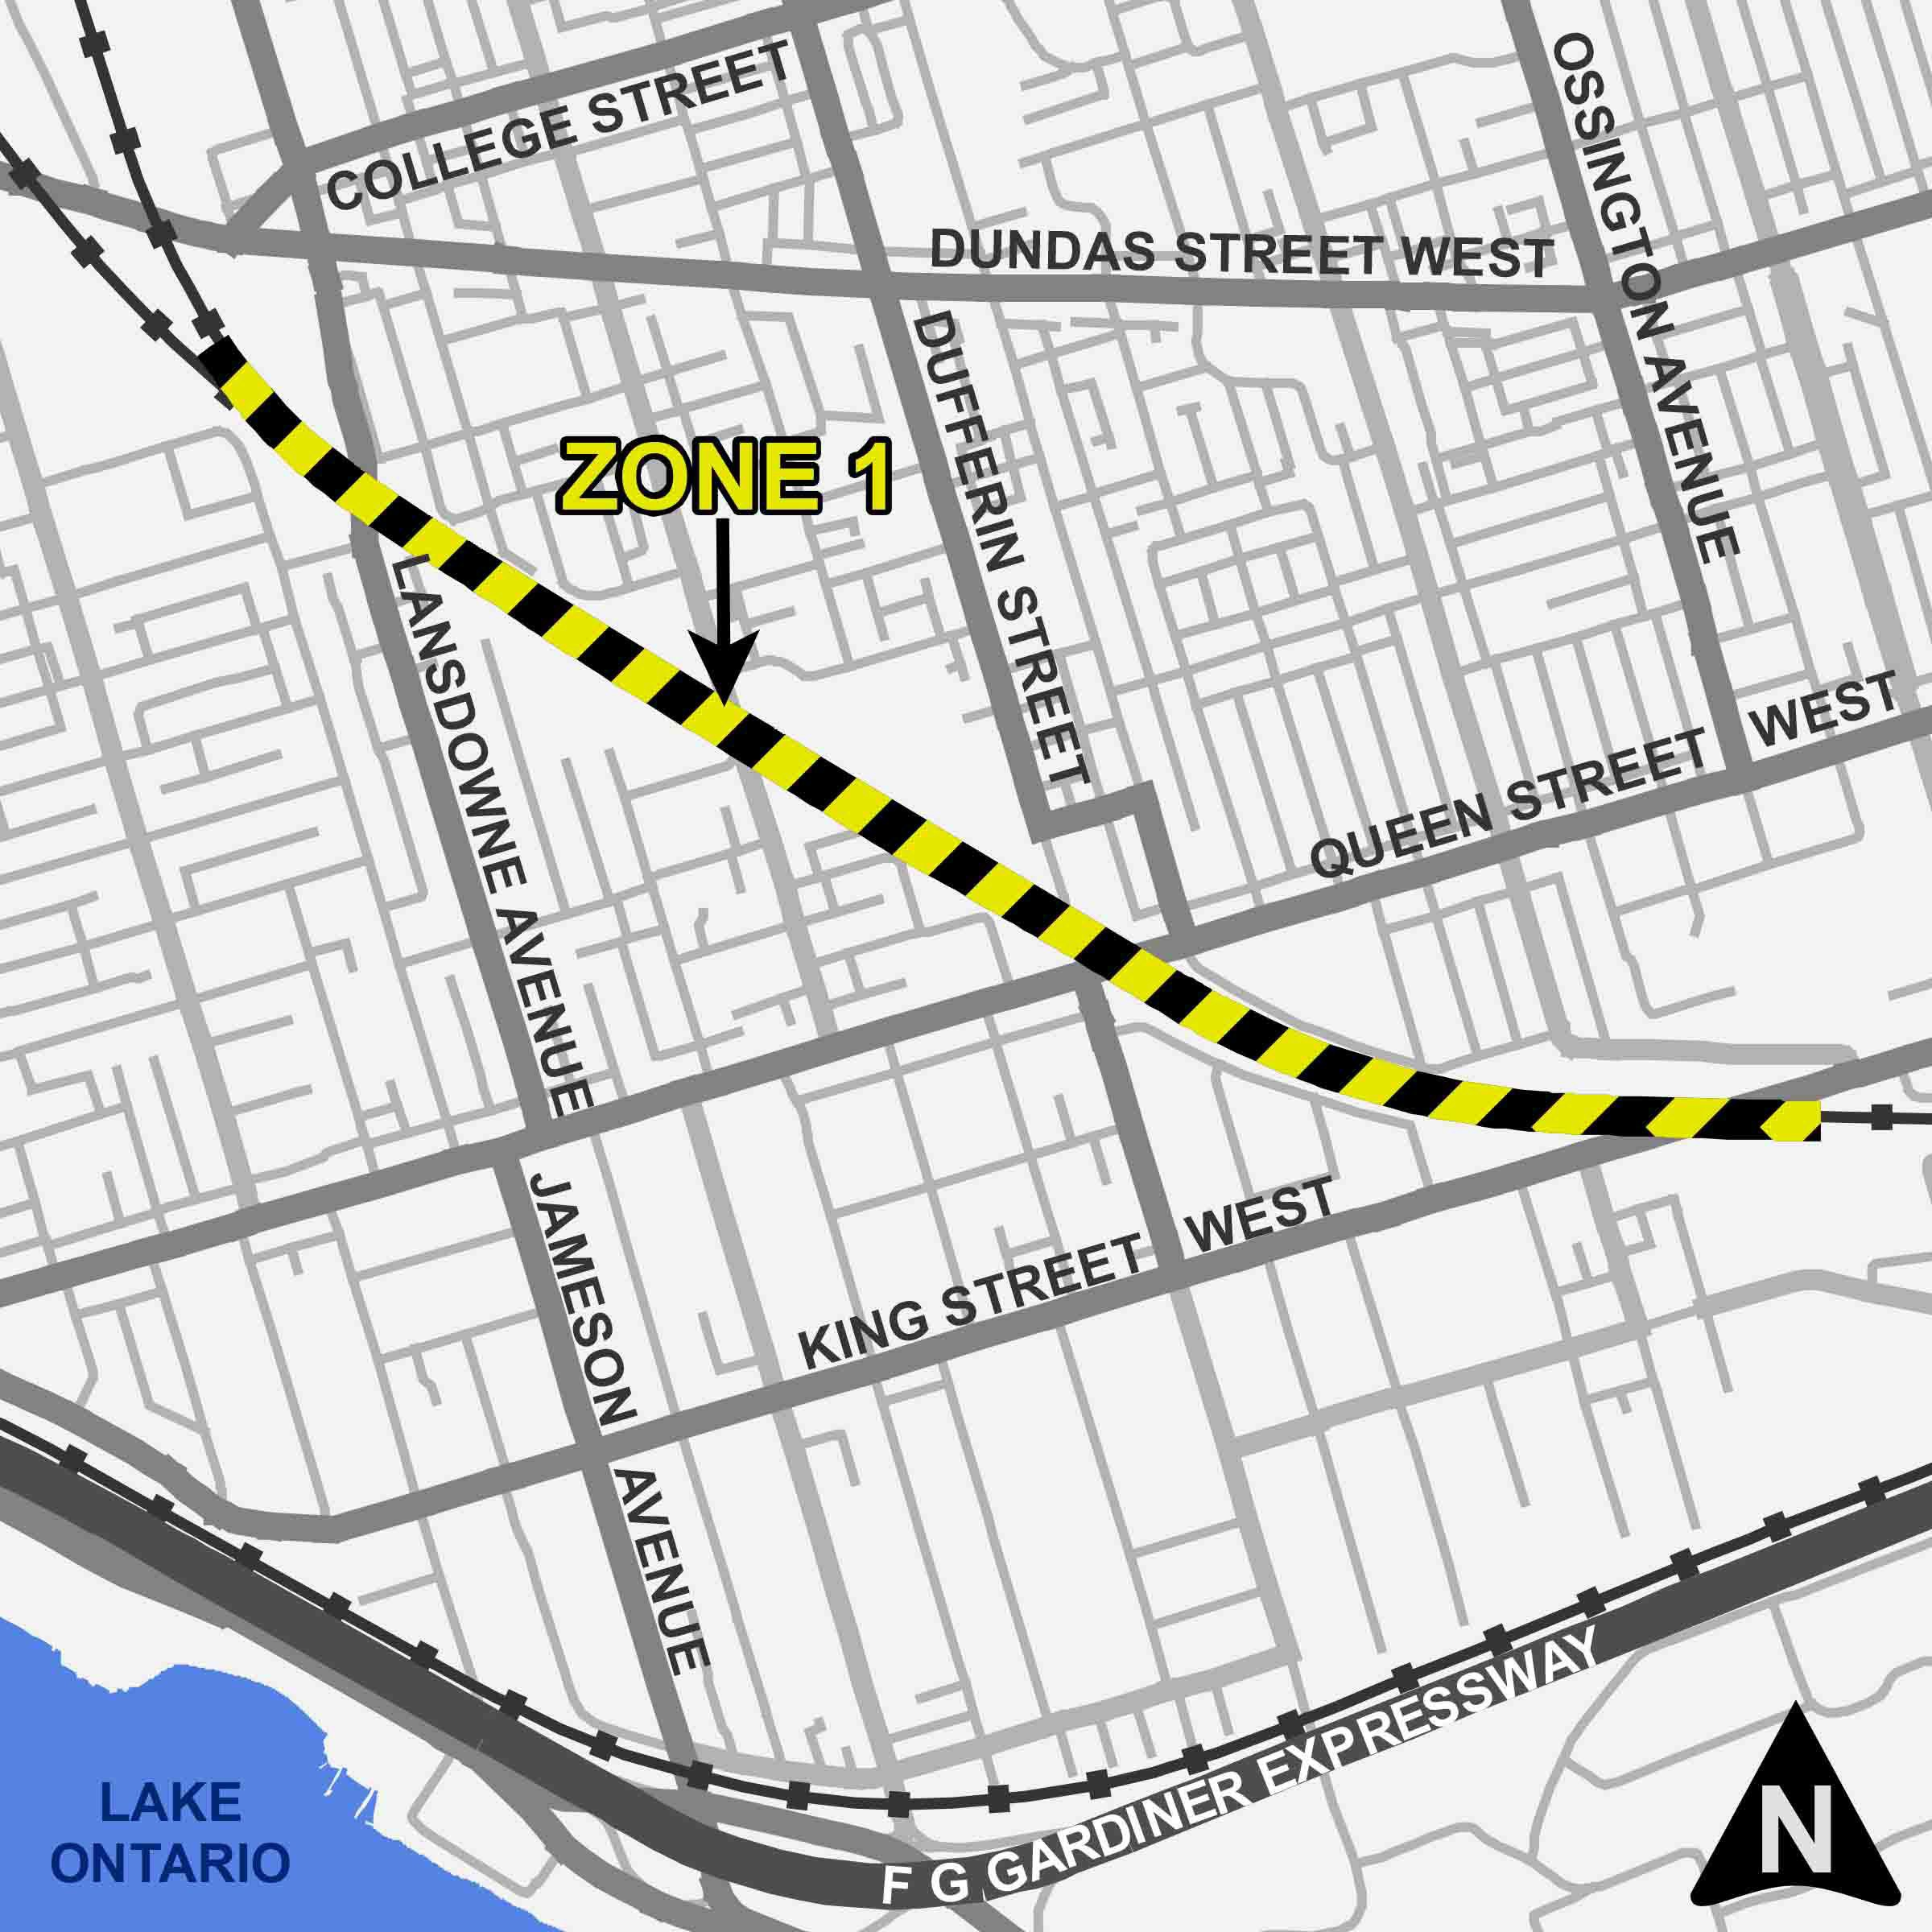 COLLEGE STREET
OSSINGTON AVENUE
DUNDAS STREET WEST
DUFFERIN STREET
ZONE 1
LANSDOWNE AVENUE
QUEEN STREET WEST
JAMESON AVENUE
KING STREET WEST
F G GARDINER EXPRESSWAY
LAKE
ONTARIO
N